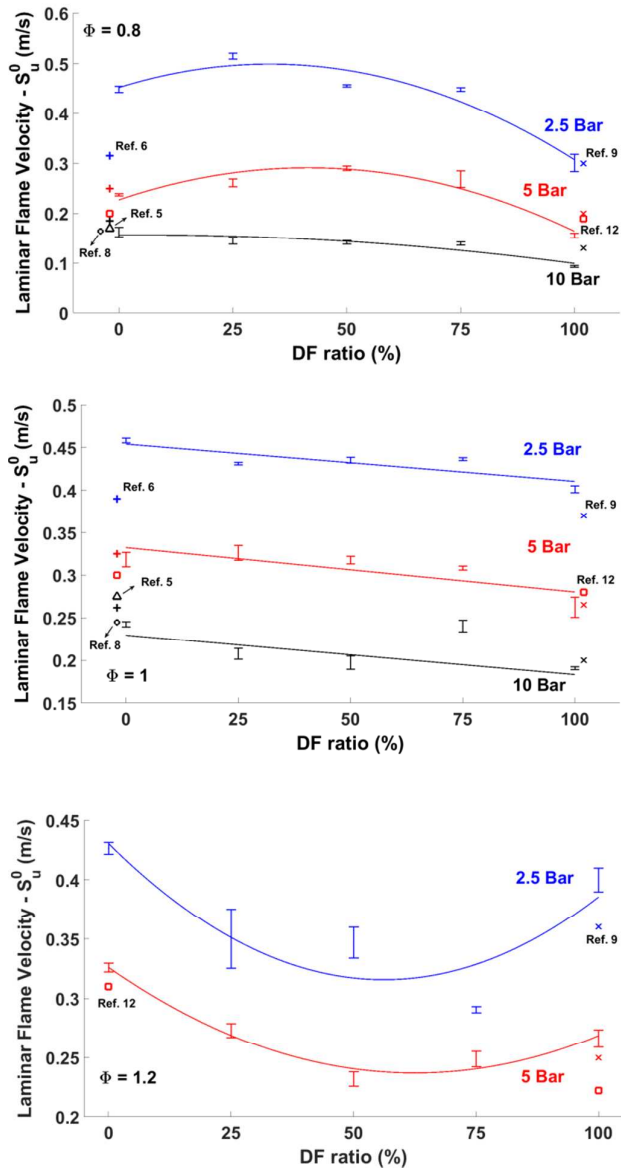 Φ = 0.8
Laminar Flame Velocity - S_u^0 (m/s)
0.6
0.5
0.4
0.3
0.2
0.1
0
Ref. 6
Ref. 5
Ref. 8
2.5 Bar
Ref. 9
5 Bar
Ref. 12
10 Bar
0 25 50 75 100
DF ratio (%)
Laminar Flame Velocity - S_u^0 (m/s)
0.5
0.45
0.4
0.35
0.3
0.25
0.2
0.15
2.5 Bar
Ref. 6
Ref. 9
5 Bar
Ref. 5
Ref. 12
Ref. 8
Φ = 1
10 Bar
0 25 50 75 100
DF ratio (%)
Laminar Flame Velocity - S_u^0 (m/s)
0.45
0.4
0.35
0.3
0.25
0.2
2.5 Bar
Ref. 9
Ref. 12
Φ = 1.2
5 Bar
0 25 50 75 100
DF ratio (%)